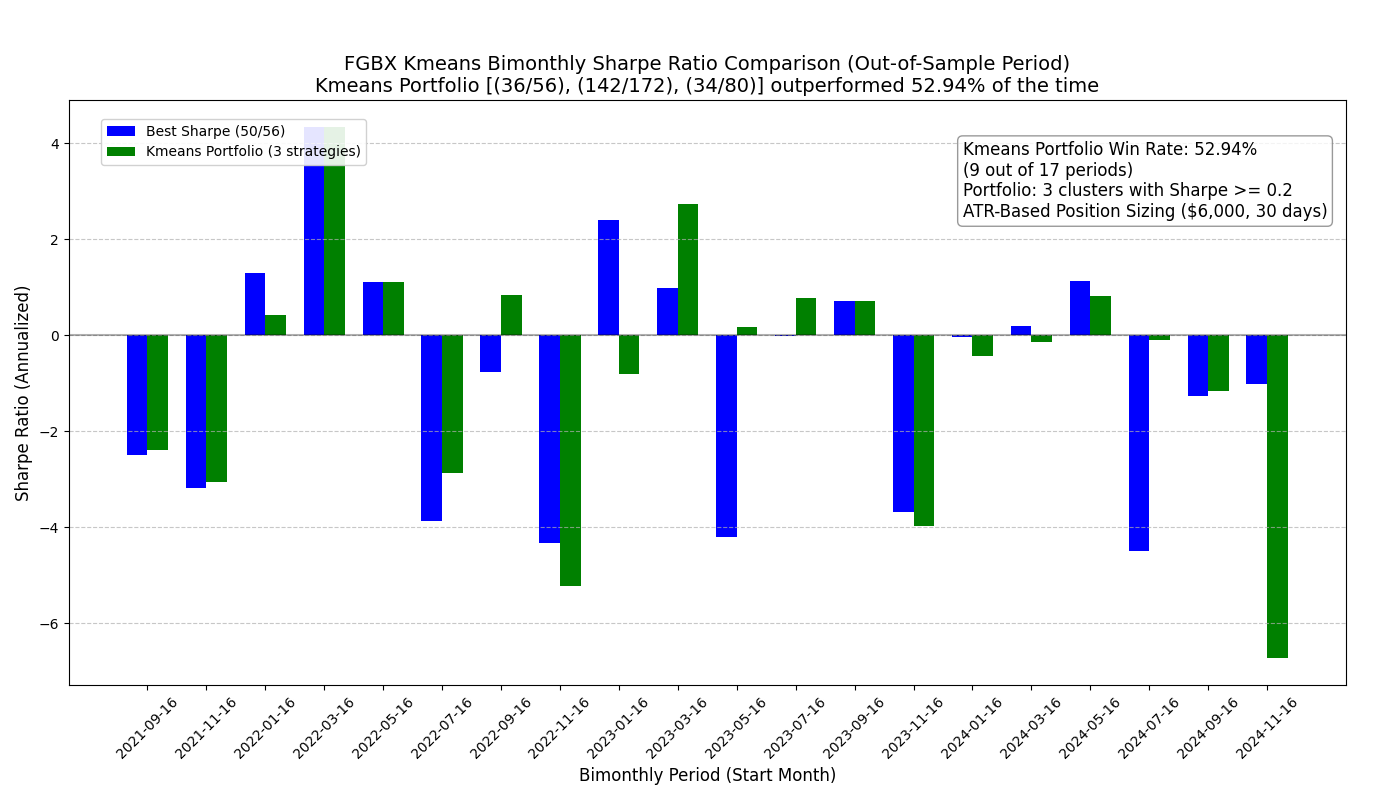 FGBX Kmeans Bimonthly Sharpe Ratio Comparison (Out-of-Sample Period)
Kmeans Portfolio [(36/56), (142/172), (34/80)] outperformed 52.94% of the time
Best Sharpe (50/56)
Kmeans Portfolio (3 strategies)
Kmeans Portfolio Win Rate: 52.94%
(9 out of 17 periods)
Portfolio: 3 clusters with Sharpe >= 0.2
ATR-Based Position Sizing ($6,000, 30 days)
Sharpe Ratio (Annualized)
4
2
0
−2
−4
−6
2021-09-16
2021-11-16
2022-01-16
2022-03-16
2022-05-16
2022-07-16
2022-09-16
2022-11-16
2023-01-16
2023-03-16
2023-05-16
2023-07-16
2023-09-16
2023-11-16
2024-01-16
2024-03-16
2024-05-16
2024-07-16
2024-09-16
2024-11-16
Bimonthly Period (Start Month)